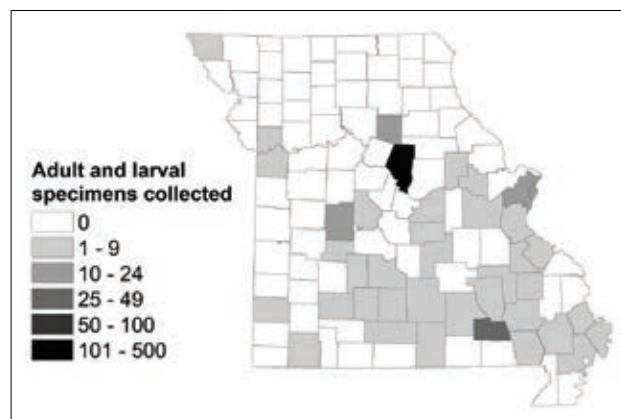 Adult and larval
specimens collected
0
1 - 9
10 - 24
25 - 49
50 - 100
101 - 500